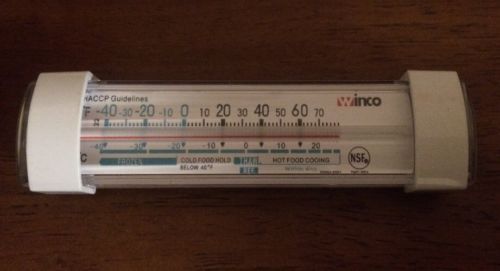 HACCP Guidelines
Winco
°F -40 -30 -20 -10 0 10 20 30 40 50 60 70
-40 -30 -20 -10 0 10 20
C
FROZEN COLD FOOD HOLD THAW HOT FOOD COOLING
BELOW 40°F REF.
NSF®